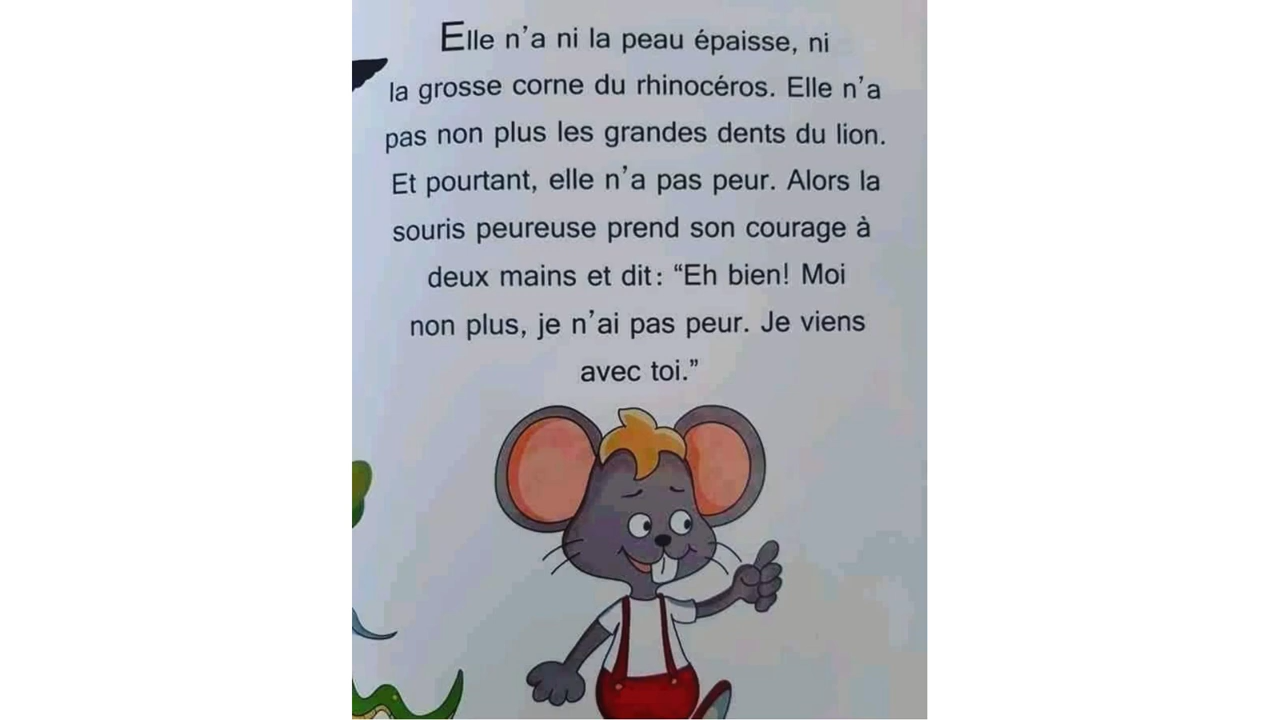 Elle n’a ni la peau épaisse, ni
la grosse corne du rhinocéros. Elle n’a
pas non plus les grandes dents du lion.
Et pourtant, elle n’a pas peur. Alors la
souris peureuse prend son courage à
deux mains et dit: “Eh bien! Moi
non plus, je n’ai pas peur. Je viens
avec toi.”